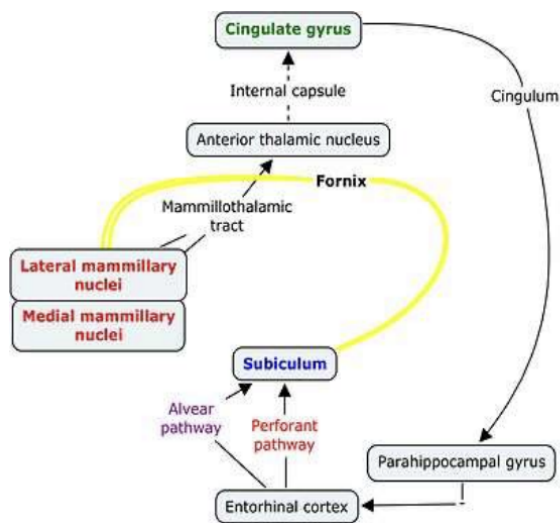 Cingulate gyrus
Internal capsule
Cingulum
Anterior thalamic nucleus
Fornix
Mammillothalamic
tract
Lateral mammillary
nuclei
Medial mammillary
nuclei
Subiculum
Alvear
pathway
Perforant
pathway
Parahippocampal gyrus
Entorhinal cortex